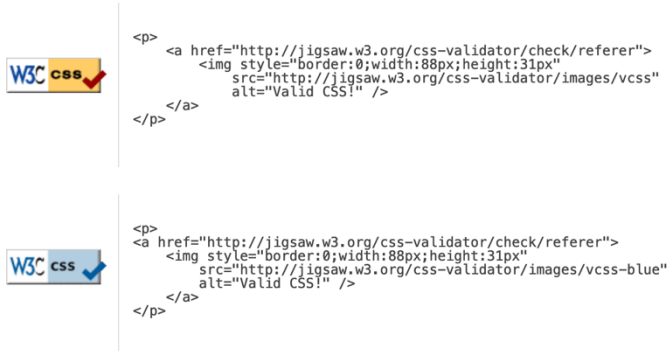 W3C css
<p>
<a href="http://jigsaw.w3.org/css-validator/check/referer">
<img style="border:0;width:88px;height:31px"
src="http://jigsaw.w3.org/css-validator/images/vcss"
alt="Valid CSS!" />
</a>
</p>
W3C css
<p>
<a href="http://jigsaw.w3.org/css-validator/check/referer">
<img style="border:0;width:88px;height:31px"
src="http://jigsaw.w3.org/css-validator/images/vcss-blue"
alt="Valid CSS!" />
</a>
</p>